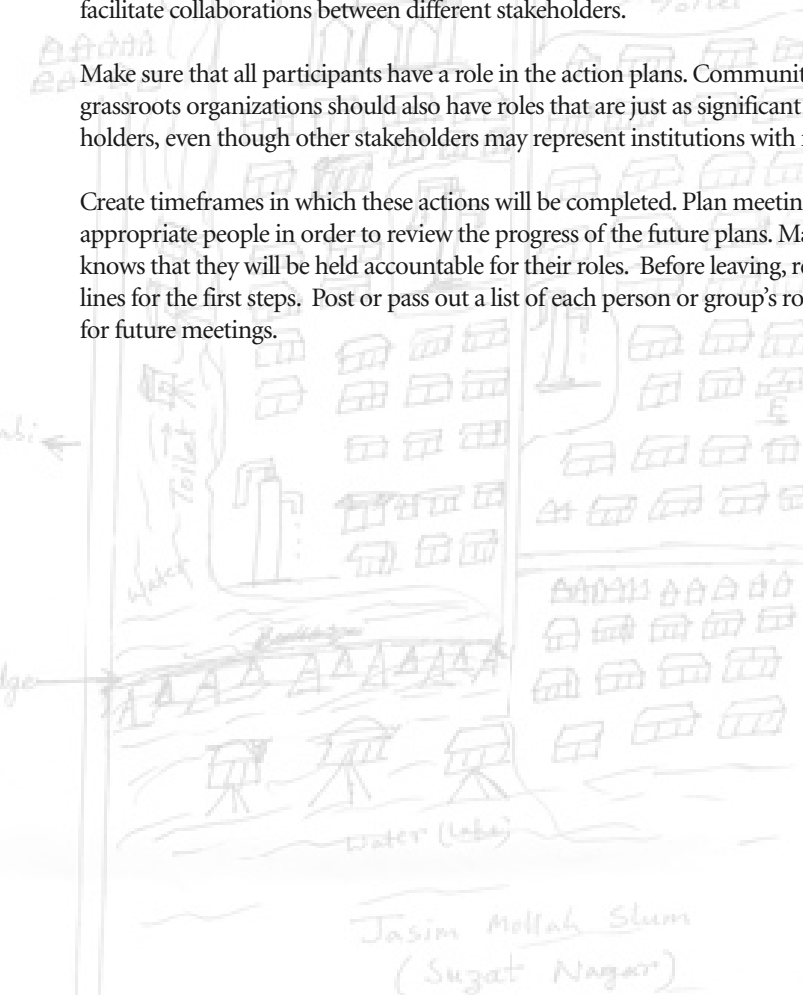 facilitate collaborations between different stakeholders.
Make sure that all participants have a role in the action plans. Communit
grassroots organizations should also have roles that are just as significant
holders, even though other stakeholders may represent institutions with
Create timeframes in which these actions will be completed. Plan meetin
appropriate people in order to review the progress of the future plans. Ma
knows that they will be held accountable for their roles.  Before leaving, re
lines for the first steps.  Post or pass out a list of each person or group's ro
for future meetings.
E
Toilet
Water
Water (Lake)
Jasim Mollah Slum
(Suzat Nagar)